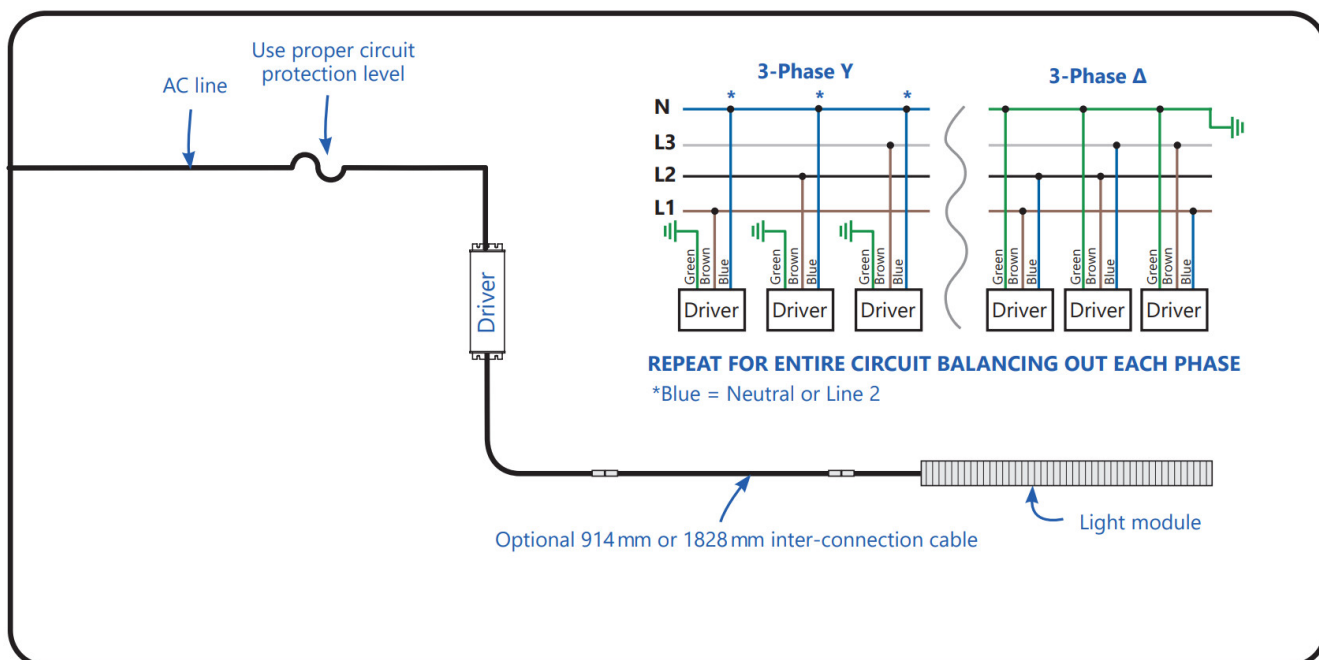 Use proper circuit
protection level
AC line
3-Phase Y
3-Phase Δ
* * *
N
L3
L2
L1
Green Brown Blue Green Brown Blue Green Brown Blue Green Brown Blue Green Brown Blue Green Brown Blue
Driver Driver Driver Driver Driver Driver
Driver
REPEAT FOR ENTIRE CIRCUIT BALANCING OUT EACH PHASE
*Blue = Neutral or Line 2
Optional 914 mm or 1828 mm inter-connection cable
Light module